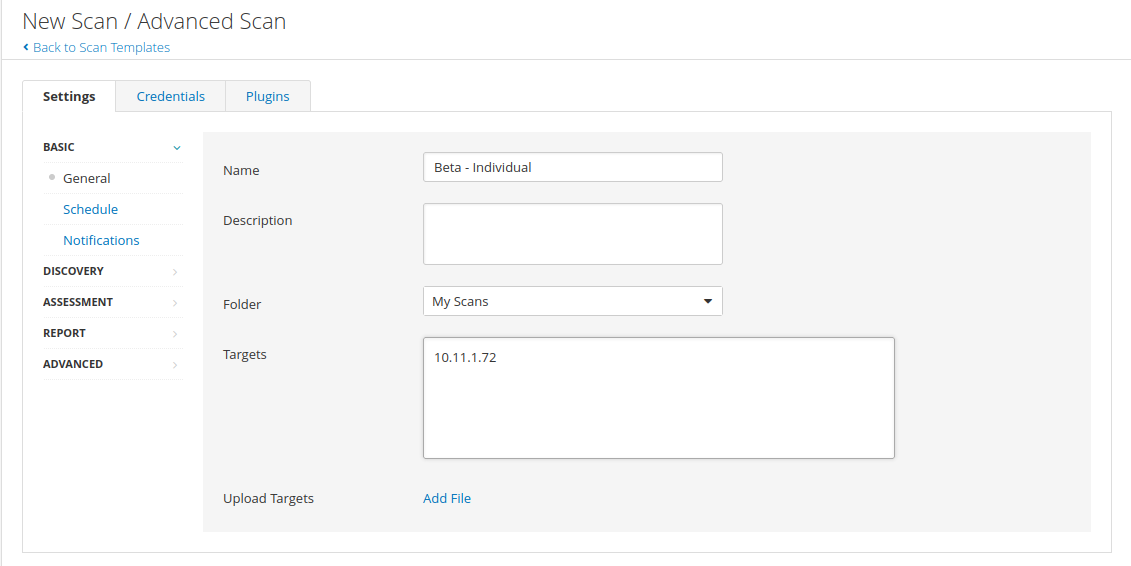 New Scan / Advanced Scan
Back to Scan Templates
Settings Credentials Plugins
BASIC
General
Schedule
Notifications
DISCOVERY
ASSESSMENT
REPORT
ADVANCED
Name Beta - Individual
Description
Folder My Scans
Targets 10.11.1.72
Upload Targets Add File